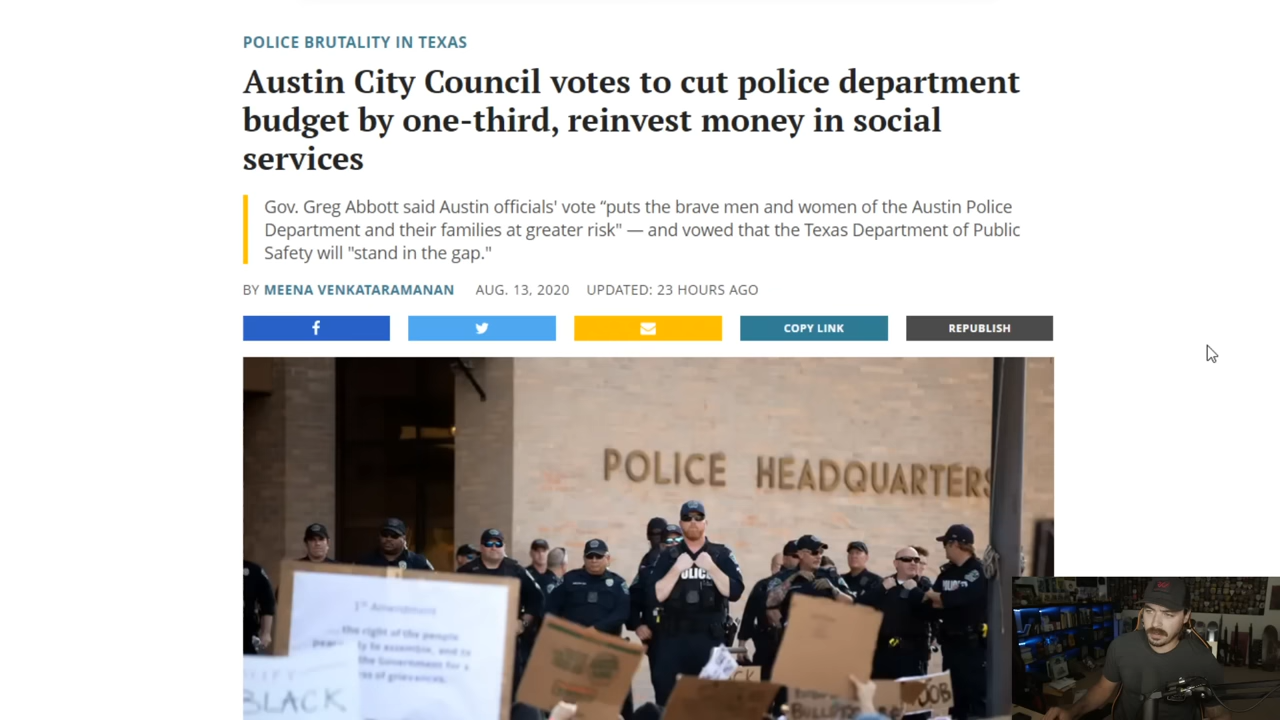 POLICE BRUTALITY IN TEXAS
Austin City Council votes to cut police department
budget by one-third, reinvest money in social
services
Gov. Greg Abbott said Austin officials' vote “puts the brave men and women of the Austin Police
Department and their families at greater risk" — and vowed that the Texas Department of Public
Safety will "stand in the gap."
BY MEENA VENKATARAMANAN AUG. 13, 2020 UPDATED: 23 HOURS AGO
f
COPY LINK
REPUBLISH
POLICE HEADQUARTERS
POLICE
1st Amendment
the right of the people
to assemble, and to
the Government for a
of grievances.
BLACK
JOB